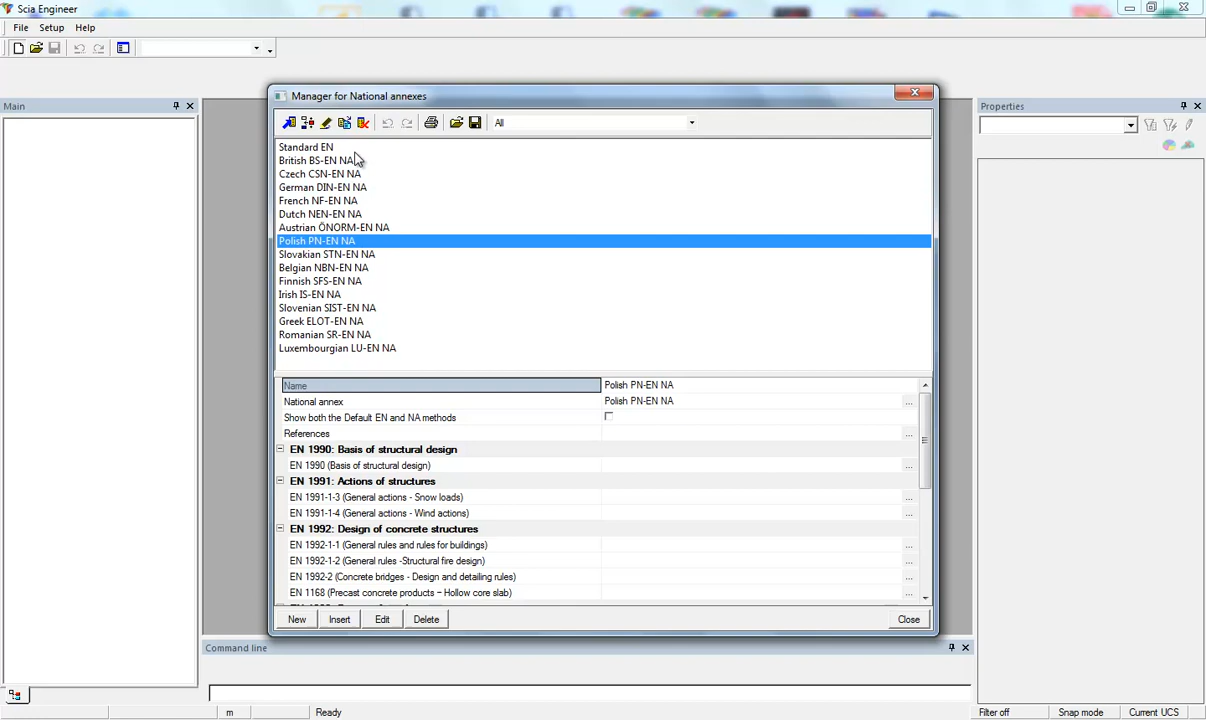 Scia Engineer
File Setup Help
Main
Manager for National annexes
All
Standard EN
British BS-EN NA
Czech CSN-EN NA
German DIN-EN NA
French NF-EN NA
Dutch NEN-EN NA
Austrian ÖNORM-EN NA
Polish PN-EN NA
Slovakian STN-EN NA
Belgian NBN-EN NA
Finnish SFS-EN NA
Irish IS-EN NA
Slovenian SIST-EN NA
Greek ELOT-EN NA
Romanian SR-EN NA
Luxembourgian LU-EN NA
Name Polish PN-EN NA
National annex Polish PN-EN NA ...
Show both the Default EN and NA methods
References ...
EN 1990: Basis of structural design
EN 1990 (Basis of structural design) ...
EN 1991: Actions of structures
EN 1991-1-3 (General actions - Snow loads) ...
EN 1991-1-4 (General actions - Wind actions) ...
EN 1992: Design of concrete structures
EN 1992-1-1 (General rules and rules for buildings) ...
EN 1992-1-2 (General rules -Structural fire design) ...
EN 1992-2 (Concrete bridges - Design and detailing rules) ...
EN 1168 (Precast concrete products – Hollow core slab) ...
New Insert Edit Delete Close
Properties
Command line
m Ready Filter off Snap mode Current UCS